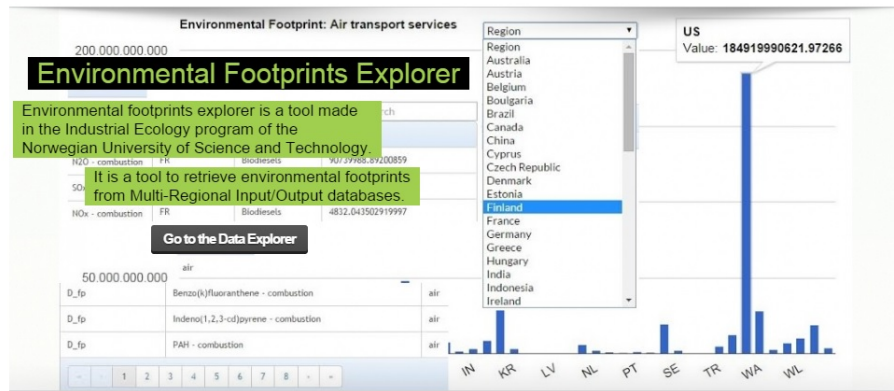 Environmental Footprint: Air transport services
Region
US
Value: 184919990621.97266
200.000.000.000
Environmental Footprints Explorer
Environmental footprints explorer is a tool made
in the Industrial Ecology program of the
Norwegian University of Science and Technology.
N2O - combustion FR Biodiesels 90739988.89200859
It is a tool to retrieve environmental footprints
from Multi-Regional Input/Output databases.
NOx - combustion FR Biodiesels 4832.043502919997
Go to the Data Explorer
air
50.000.000.000
D_fp Benzo(k)fluoranthene - combustion air
D_fp Indeno(1,2,3-cd)pyrene - combustion air
D_fp PAH - combustion air
1 2 3 4 5 6 7 8
Region
Australia
Austria
Belgium
Boulgaria
Brazil
Canada
China
Cyprus
Czech Republic
Denmark
Estonia
Finland
France
Germany
Greece
Hungary
India
Indonesia
Ireland
IN KR LV NL PT SE TR WA WL